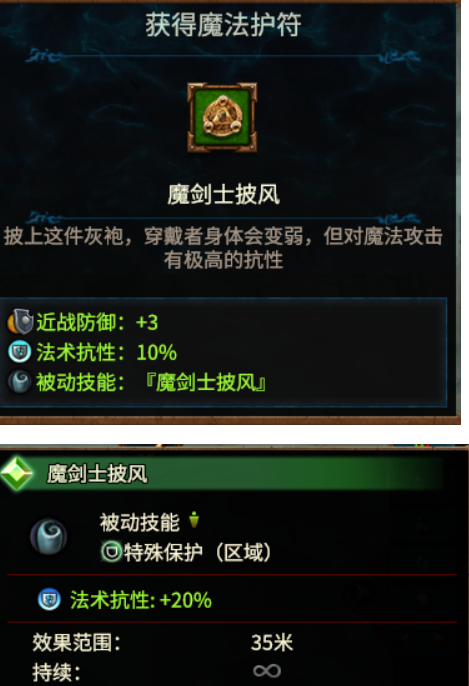 获得魔法护符
魔剑士披风
披上这件灰袍，穿戴者身体会变弱，但对魔法攻击
有极高的抗性
近战防御：+3
法术抗性：10%
被动技能：『魔剑士披风』
魔剑士披风
被动技能
特殊保护（区域）
法术抗性：+20%
效果范围：	35米
持续：	∞